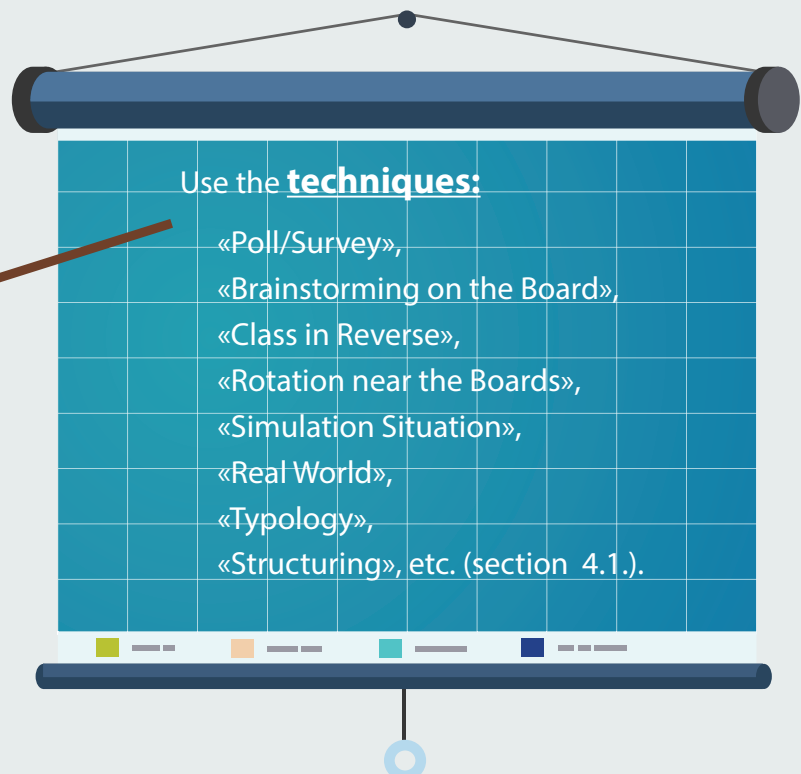 Use the techniques:
«Poll/Survey»,
«Brainstorming on the Board»,
«Class in Reverse»,
«Rotation near the Boards»,
«Simulation Situation»,
«Real World»,
«Typology»,
«Structuring», etc. (section 4.1.).